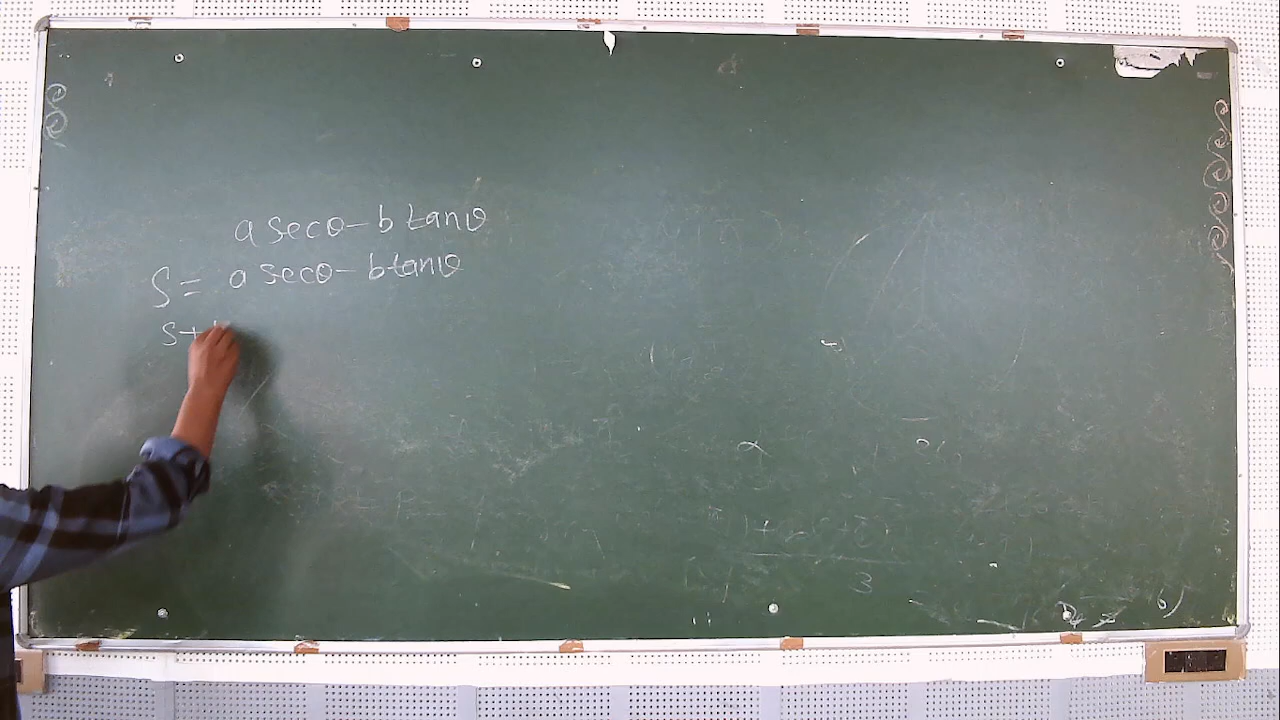 a secθ - b tanθ
S = a secθ - b tanθ
S +